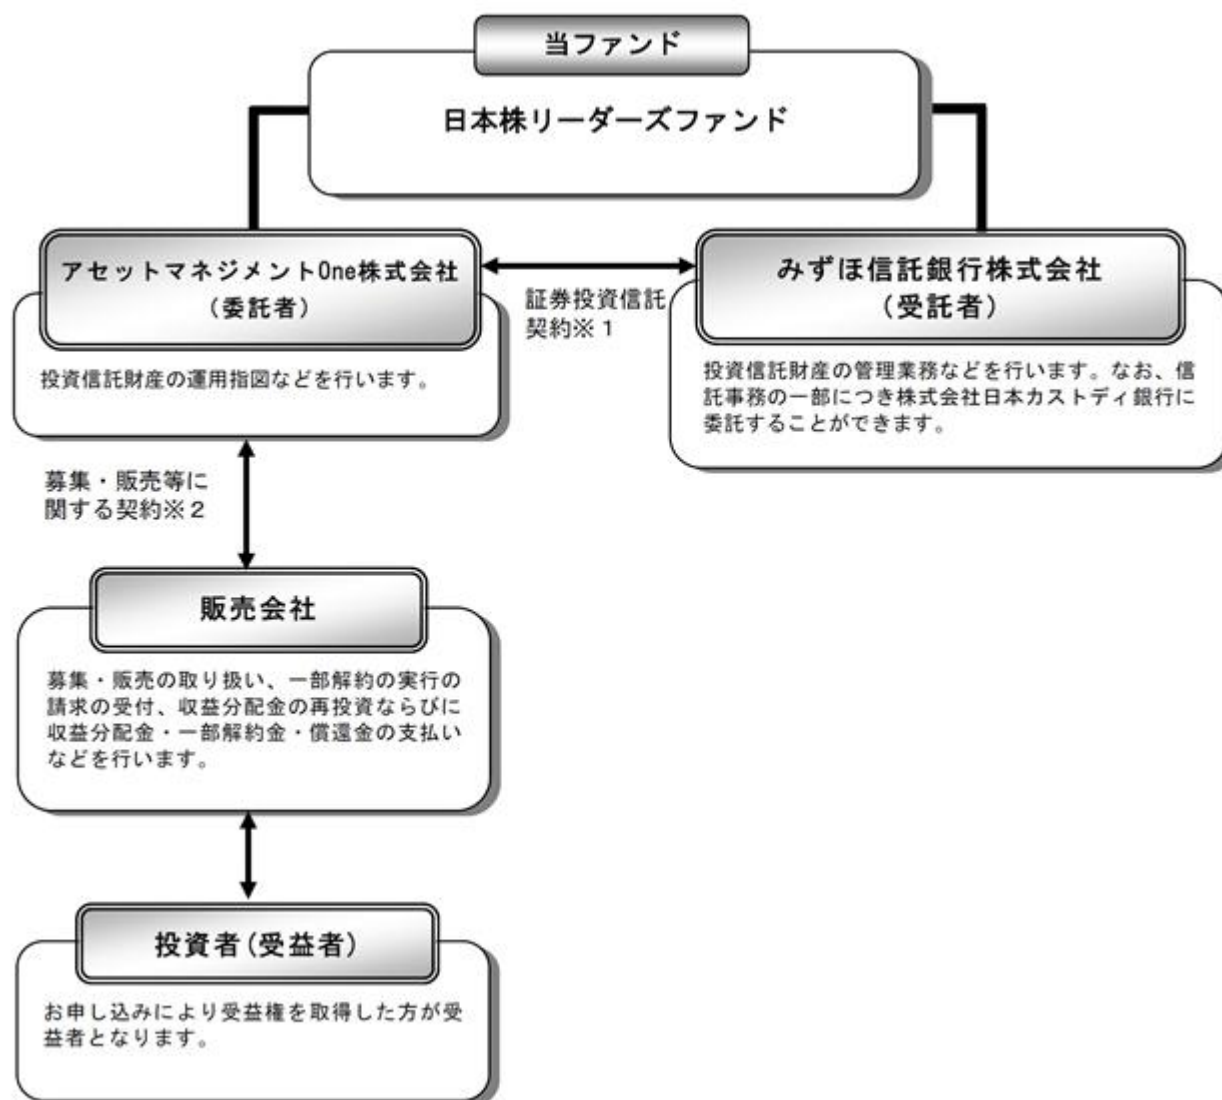 当ファンド
日本株リーダーズファンド
アセットマネジメントOne株式会社
(委託者)
投資信託財産の運用指図などを行います。
証券投資信託
契約※１
みずほ信託銀行株式会社
(受託者)
投資信託財産の管理業務などを行います。なお、信
託事務の一部につき株式会社日本カストディ銀行に
委託することができます。
募集・販売等に
関する契約※２
販売会社
募集・販売の取り扱い、一部解約の実行の
請求の受付、収益分配金の再投資ならびに
収益分配金・一部解約金・償還金の支払い
などを行います。
投資者(受益者)
お申し込みにより受益権を取得した方が受
益者となります。